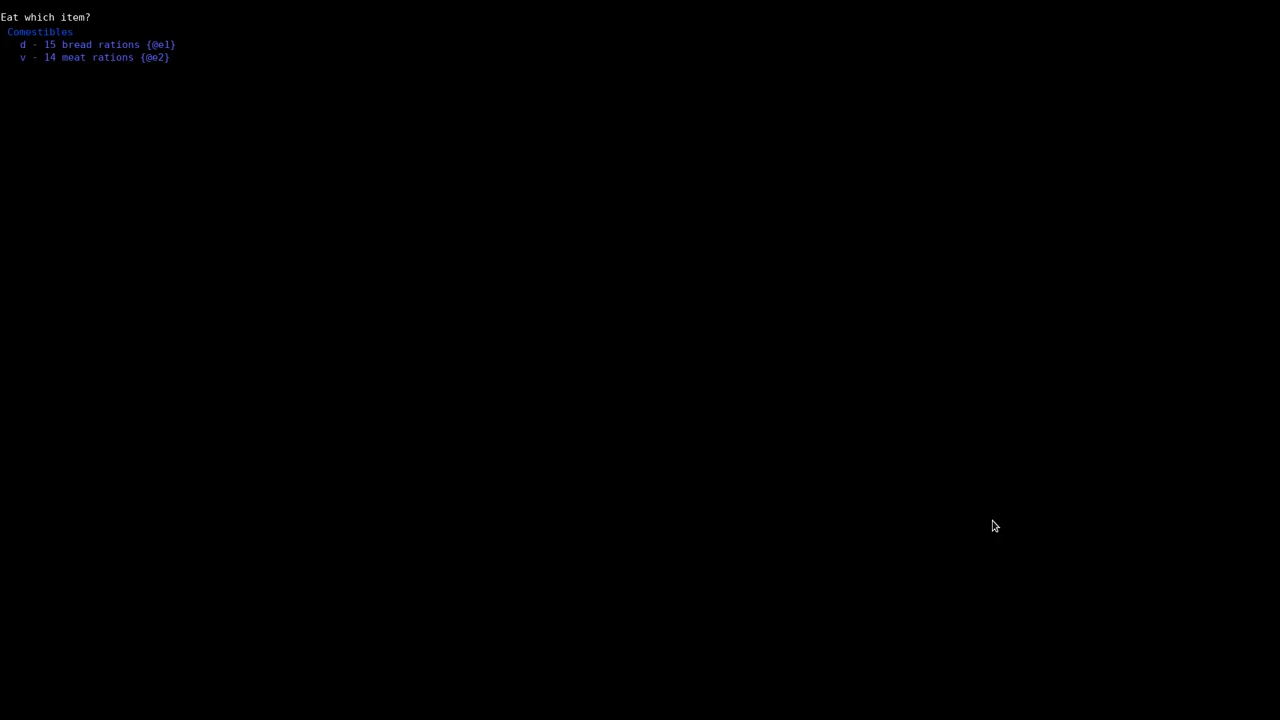 Eat which item?
Comestibles
d - 15 bread rations {@e1}
v - 14 meat rations {@e2}